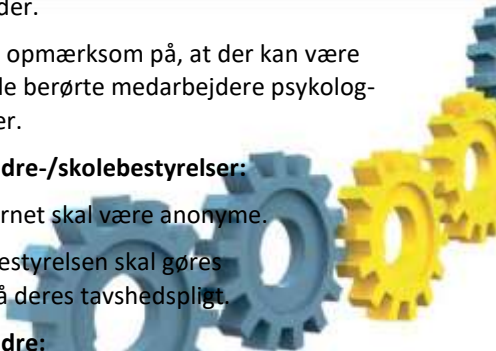 der.
opmærksom på, at der kan være
le berørte medarbejdere psykolog-
er.
dre-/skolebestyrelser:
rnet skal være anonyme.
estyrelsen skal gøres
å deres tavshedspligt.
dre: